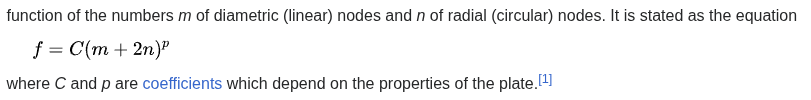 function of the numbers m of diametric (linear) nodes and n of radial (circular) nodes. It is stated as the equation
f = C(m + 2n)^p
where C and p are coefficients which depend on the properties of the plate.[1]